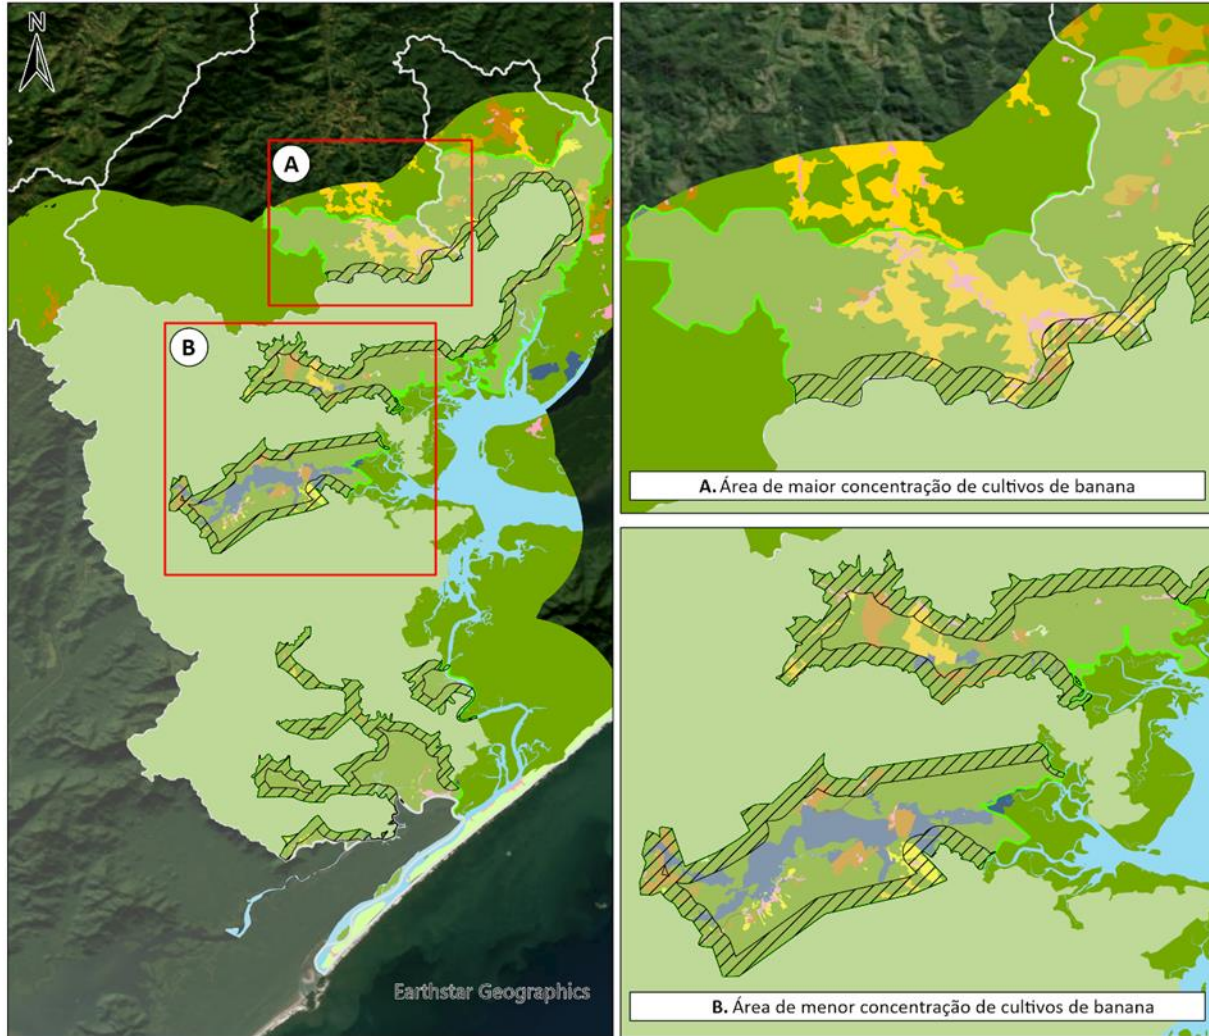 N
A
B
Earthstar Geographics
A. Área de maior concentração de cultivos de banana
B. Área de menor concentração de cultivos de banana